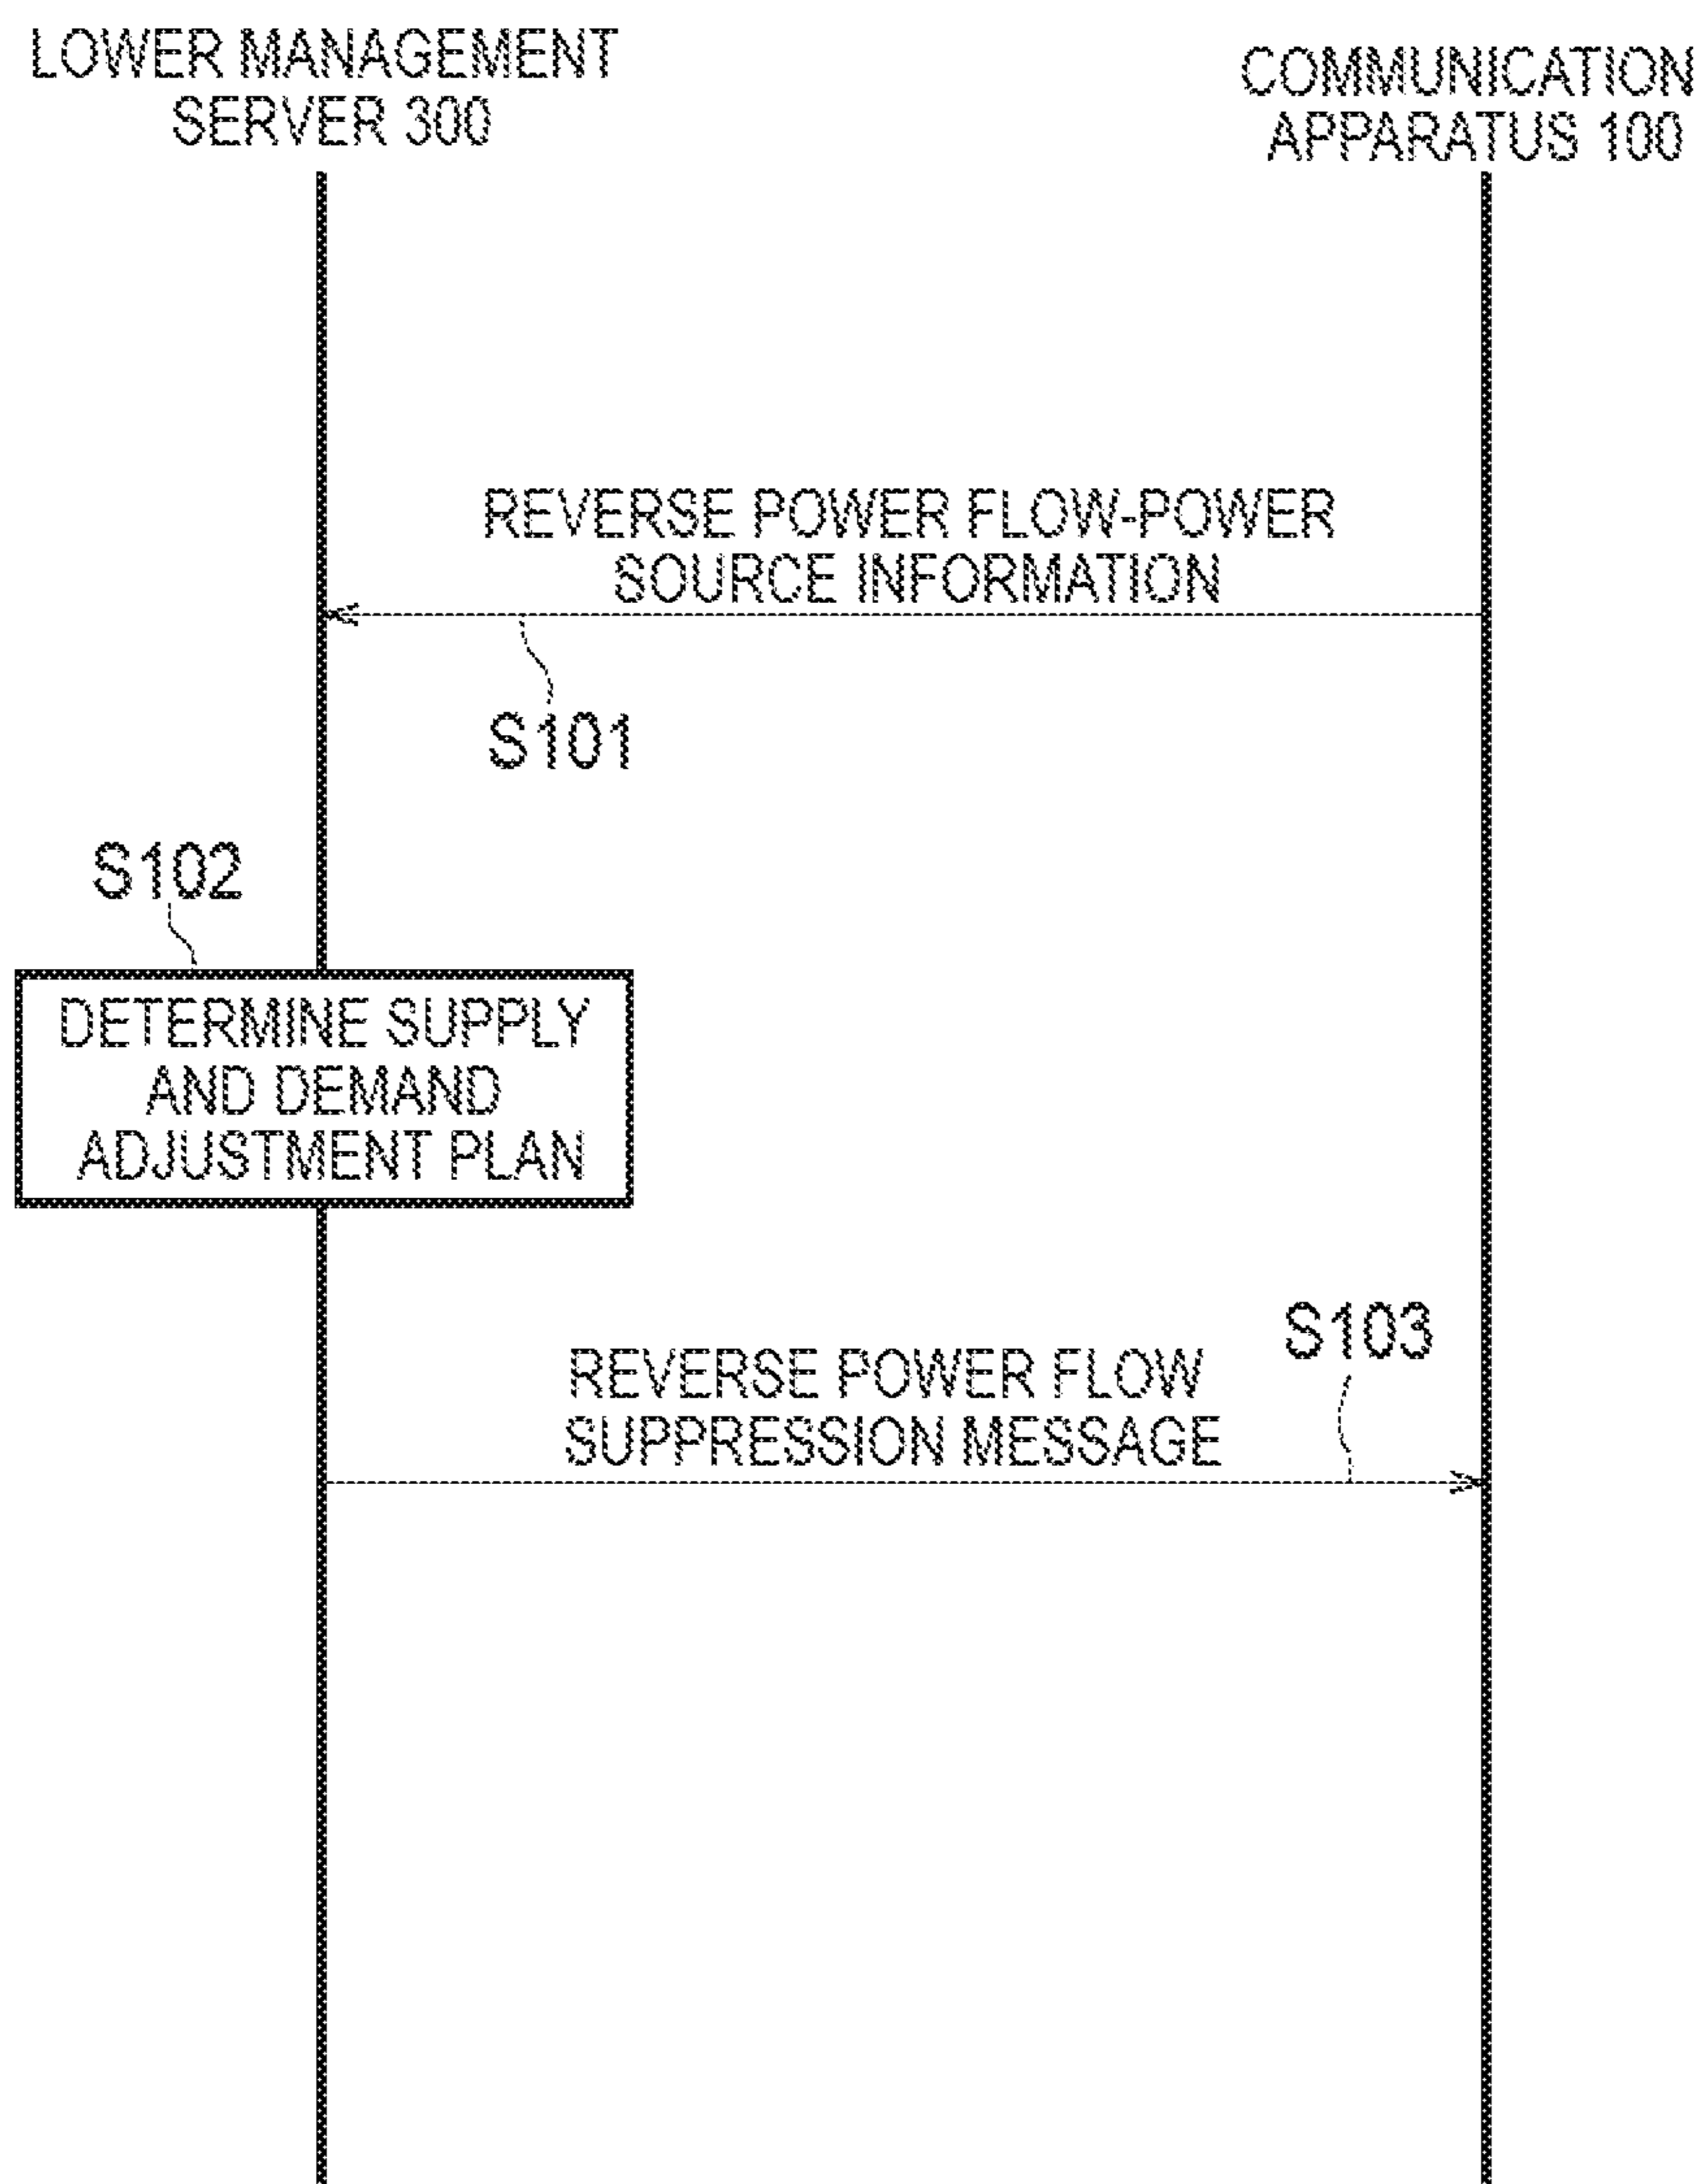 LOWER MANAGEMENT
SERVER 300
COMMUNICATION
APPARATUS 100
REVERSE POWER FLOW-POWER
SOURCE INFORMATION
S101
S102
DETERMINE SUPPLY
AND DEMAND
ADJUSTMENT PLAN
S103
REVERSE POWER FLOW
SUPPRESSION MESSAGE